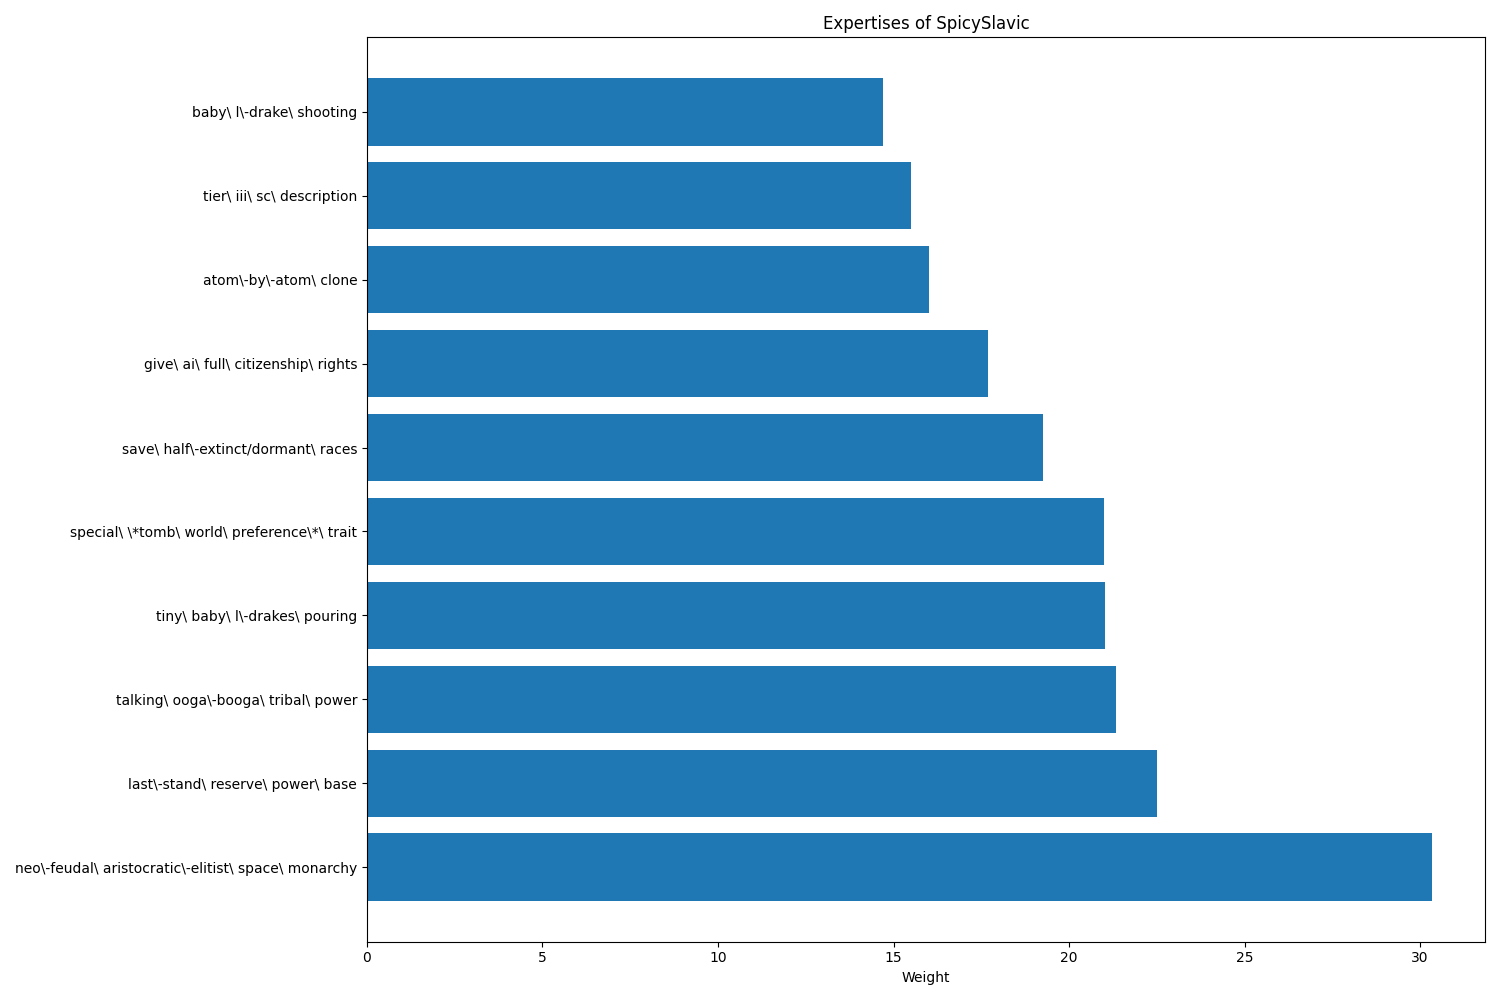 Expertises of SpicySlavic
baby\ l\-drake\ shooting
tier\ iii\ sc\ description
atom\-by\-atom\ clone
give\ ai\ full\ citizenship\ rights
save\ half\-extinct/dormant\ races
special\ \*tomb\ world\ preference\*\ trait
tiny\ baby\ l\-drakes\ pouring
talking\ ooga\-booga\ tribal\ power
last\-stand\ reserve\ power\ base
neo\-feudal\ aristocratic\-elitist\ space\ monarchy
0 5 10 15 20 25 30
Weight